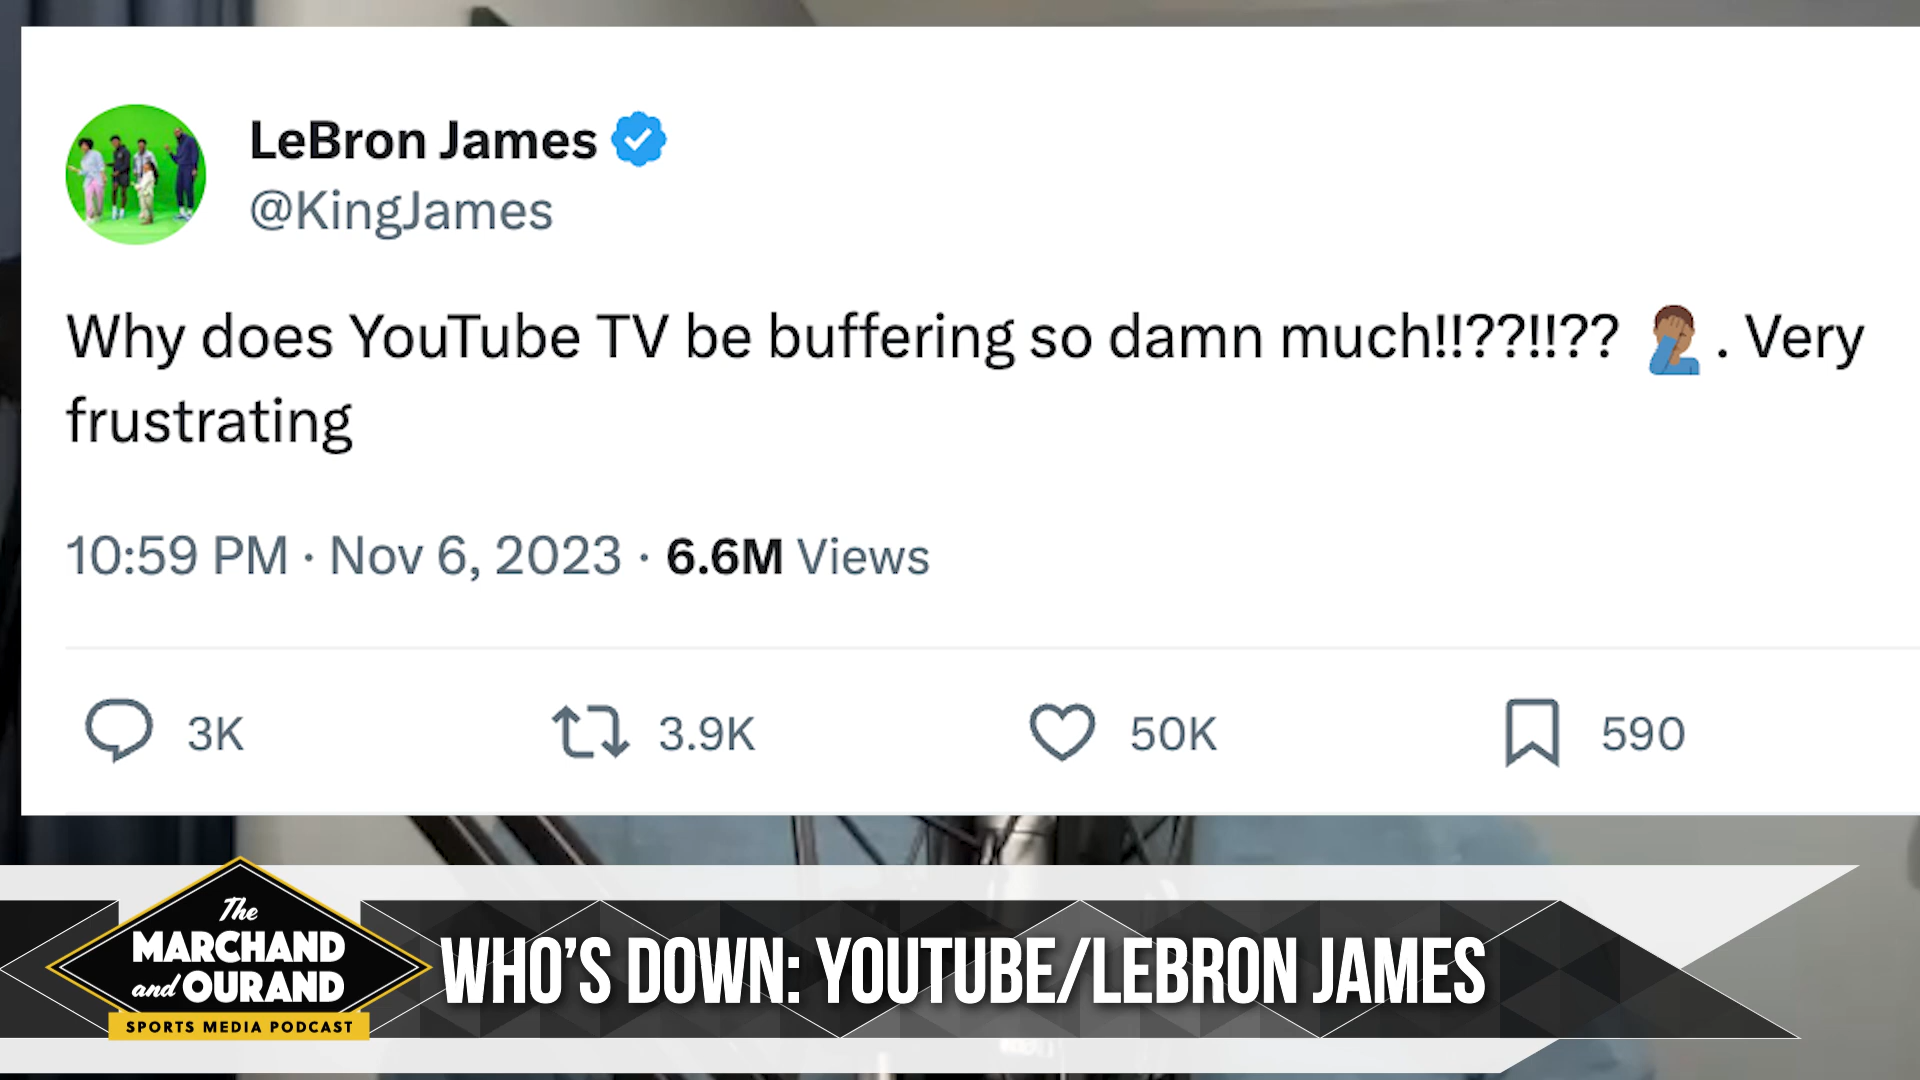 LeBron James
@KingJames
Why does YouTube TV be buffering so damn much!!??!!?? 🤦🏾‍♂️. Very
frustrating
10:59 PM · Nov 6, 2023 · 6.6M Views
3K 3.9K 50K 590
The
MARCHAND
and OURAND
SPORTS MEDIA PODCAST
WHO'S DOWN: YOUTUBE/LEBRON JAMES